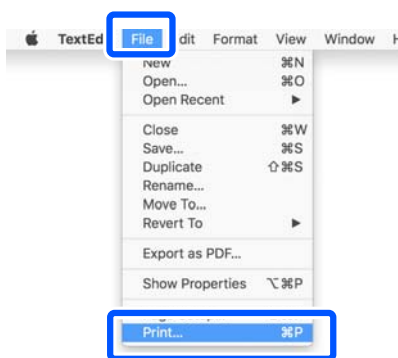 TextEd File dit Format View Window
New ⌘N
Open... ⌘O
Open Recent ▶
Close ⌘W
Save... ⌘S
Duplicate ⇧⌘S
Rename...
Move To...
Revert To ▶
Export as PDF...
Show Properties ⌥⌘P
Print... ⌘P